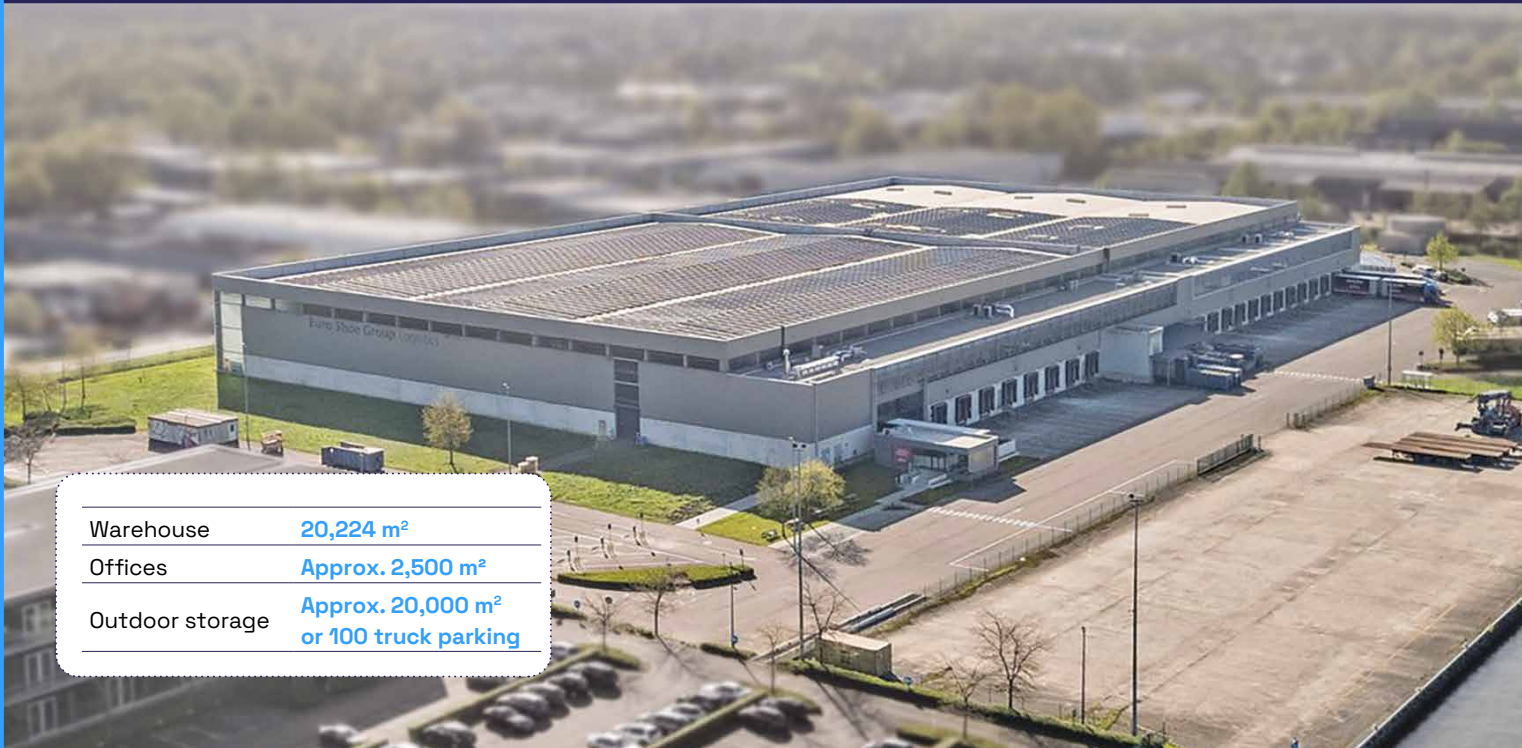 Euro Shoe Group Logistics
Warehouse 20,224 m²
Offices Approx. 2,500 m²
Outdoor storage Approx. 20,000 m²
or 100 truck parking